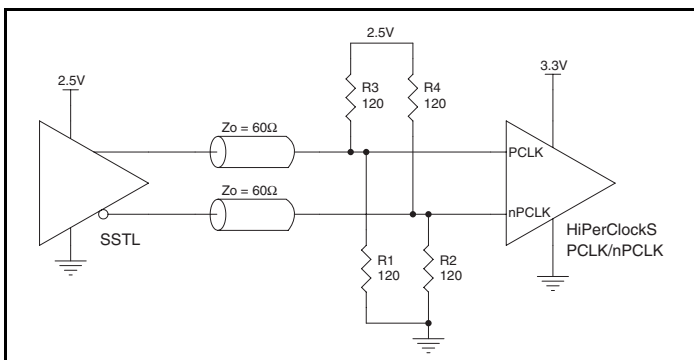 2.5V
2.5V
3.3V
R3
120
R4
120
Zo = 60Ω
PCLK
Zo = 60Ω
nPCLK
SSTL
HiPerClockS
PCLK/nPCLK
R1
120
R2
120